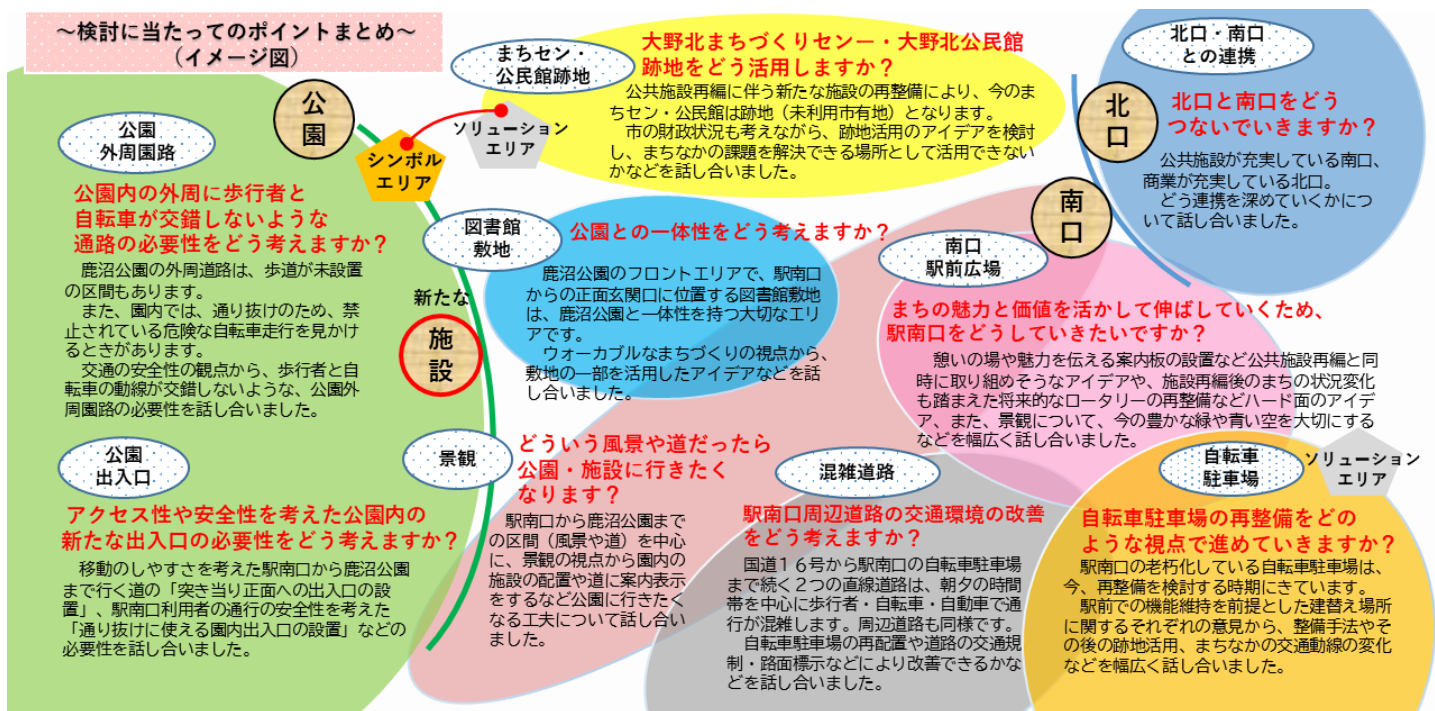 ～検討に当たってのポイントまとめ～
（イメージ図）
公
園
公園
外周園路
公園内の外周に歩行者と
自転車が交錯しないような
通路の必要性をどう考えますか？
鹿沼公園の外周道路は、歩道が未設置
の区間もあります。
また、園内では、通り抜けのため、禁
止されている危険な自転車走行を見かけ
るときがあります。
交通の安全性の観点から、歩行者と自
転車の動線が交錯しないような、公園外
周園路の必要性を話し合いました。
公園
出入口
アクセス性や安全性を考えた公園内の
新たな出入口の必要性をどう考えますか？
移動のしやすさを考えた駅南口から鹿沼公園
まで行く道の「突き当り正面への出入口の設
置」、駅南口利用者の通行の安全性を考えた
「通り抜けに使える園内出入口の設置」などの
必要性を話し合いました。
シンボル
エリア
まちセン・
公民館跡地
ソリューション
エリア
大野北まちづくりセンー・大野北公民館
跡地をどう活用しますか？
公共施設再編に伴う新たな施設の再整備により、今のま
ちセン・公民館は跡地（未利用市有地）となります。
市の財政状況も考えながら、跡地活用のアイデアを検討
し、まちなかの課題を解決できる場所として活用できない
かなどを話し合いました。
図書館
敷地
公園との一体性をどう考えますか？
鹿沼公園のフロントエリアで、駅南口
からの正面玄関口に位置する図書館敷地
は、鹿沼公園と一体性を持つ大切なエリ
アです。
ウォーカブルなまちづくりの視点から、
敷地の一部を活用したアイデアなどを話
し合いました。
新たな
施
設
景観
どういう風景や道だったら
公園・施設に行きたく
なります？
駅南口から鹿沼公園まで
の区間（風景や道）を中心
に、景観の視点から園内の
施設の配置や道に案内表示
をするなど公園に行きたく
なる工夫について話し合い
ました。
北口・南口
との連携
北
口
北口と南口をどう
つないでいきますか？
公共施設が充実している南口、
商業が充実している北口。
どう連携を深めていくかにつ
いて話し合いました。
南
口
南口
駅前広場
まちの魅力と価値を活かして伸ばしていくため、
駅南口をどうしていきたいですか？
憩いの場や魅力を伝える案内板の設置など公共施設再編と同
時に取り組めそうなアイデアや、施設再編後のまちの状況変化
も踏まえた将来的なロータリーの再整備などハード面のアイデ
ア、また、景観について、今の豊かな緑や青い空を大切にする
などを幅広く話し合いました。
混雑道路
駅南口周辺道路の交通環境の改善
をどう考えますか？
国道１６号から駅南口の自転車駐車場
まで続く２つの直線道路は、朝夕の時間
帯を中心に歩行者・自転車・自動車で通
行が混雑します。周辺道路も同様です。
自転車駐車場の再配置や道路の交通規
制・路面標示などにより改善できるかな
どを話し合いました。
自転車
駐車場
ソリューション
エリア
自転車駐車場の再整備をどの
ような視点で進めていきますか？
駅南口の老朽化している自転車駐車場は、
今、再整備を検討する時期にきています。
駅前での機能維持を前提とした建替え場所
に関するそれぞれの意見から、整備手法やそ
の後の跡地活用、まちなかの交通動線の変化
などを幅広く話し合いました。